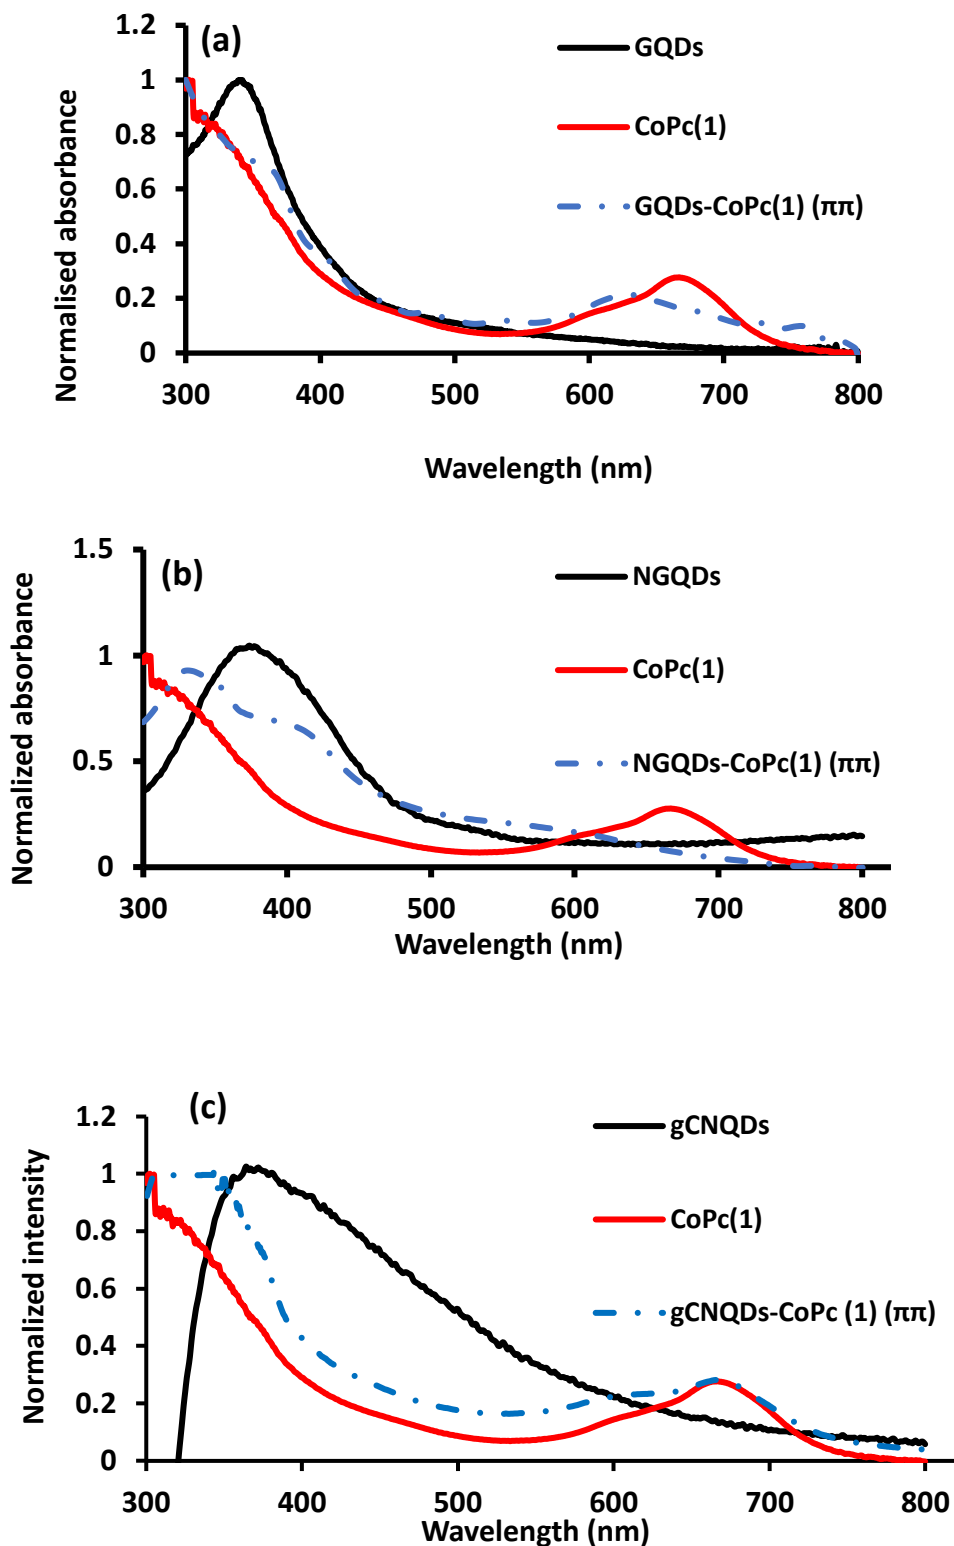 (a)
Normalised absorbance
1.2
1
0.8
0.6
0.4
0.2
0
300 400 500 600 700 800
Wavelength (nm)
GQDs
CoPc(1)
GQDs-CoPc(1) (ππ)
(b)
Normalized absorbance
1.5
1
0.5
0
300 400 500 600 700 800
Wavelength (nm)
NGQDs
CoPc(1)
NGQDs-CoPc(1) (ππ)
(c)
Normalized intensity
1.2
1
0.8
0.6
0.4
0.2
0
300 400 500 600 700 800
Wavelength (nm)
gCNQDs
CoPc(1)
gCNQDs-CoPc (1) (ππ)